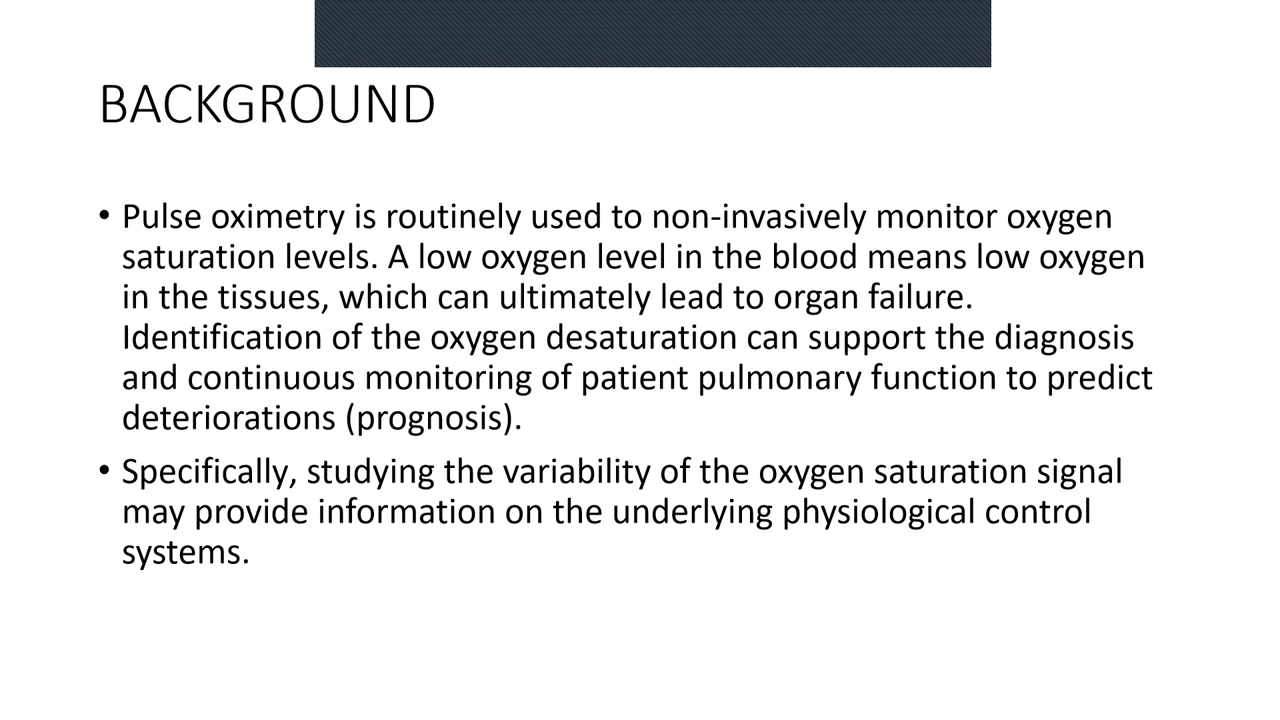 BACKGROUND
• Pulse oximetry is routinely used to non-invasively monitor oxygen
saturation levels. A low oxygen level in the blood means low oxygen
in the tissues, which can ultimately lead to organ failure.
Identification of the oxygen desaturation can support the diagnosis
and continuous monitoring of patient pulmonary function to predict
deteriorations (prognosis).
• Specifically, studying the variability of the oxygen saturation signal
may provide information on the underlying physiological control
systems.